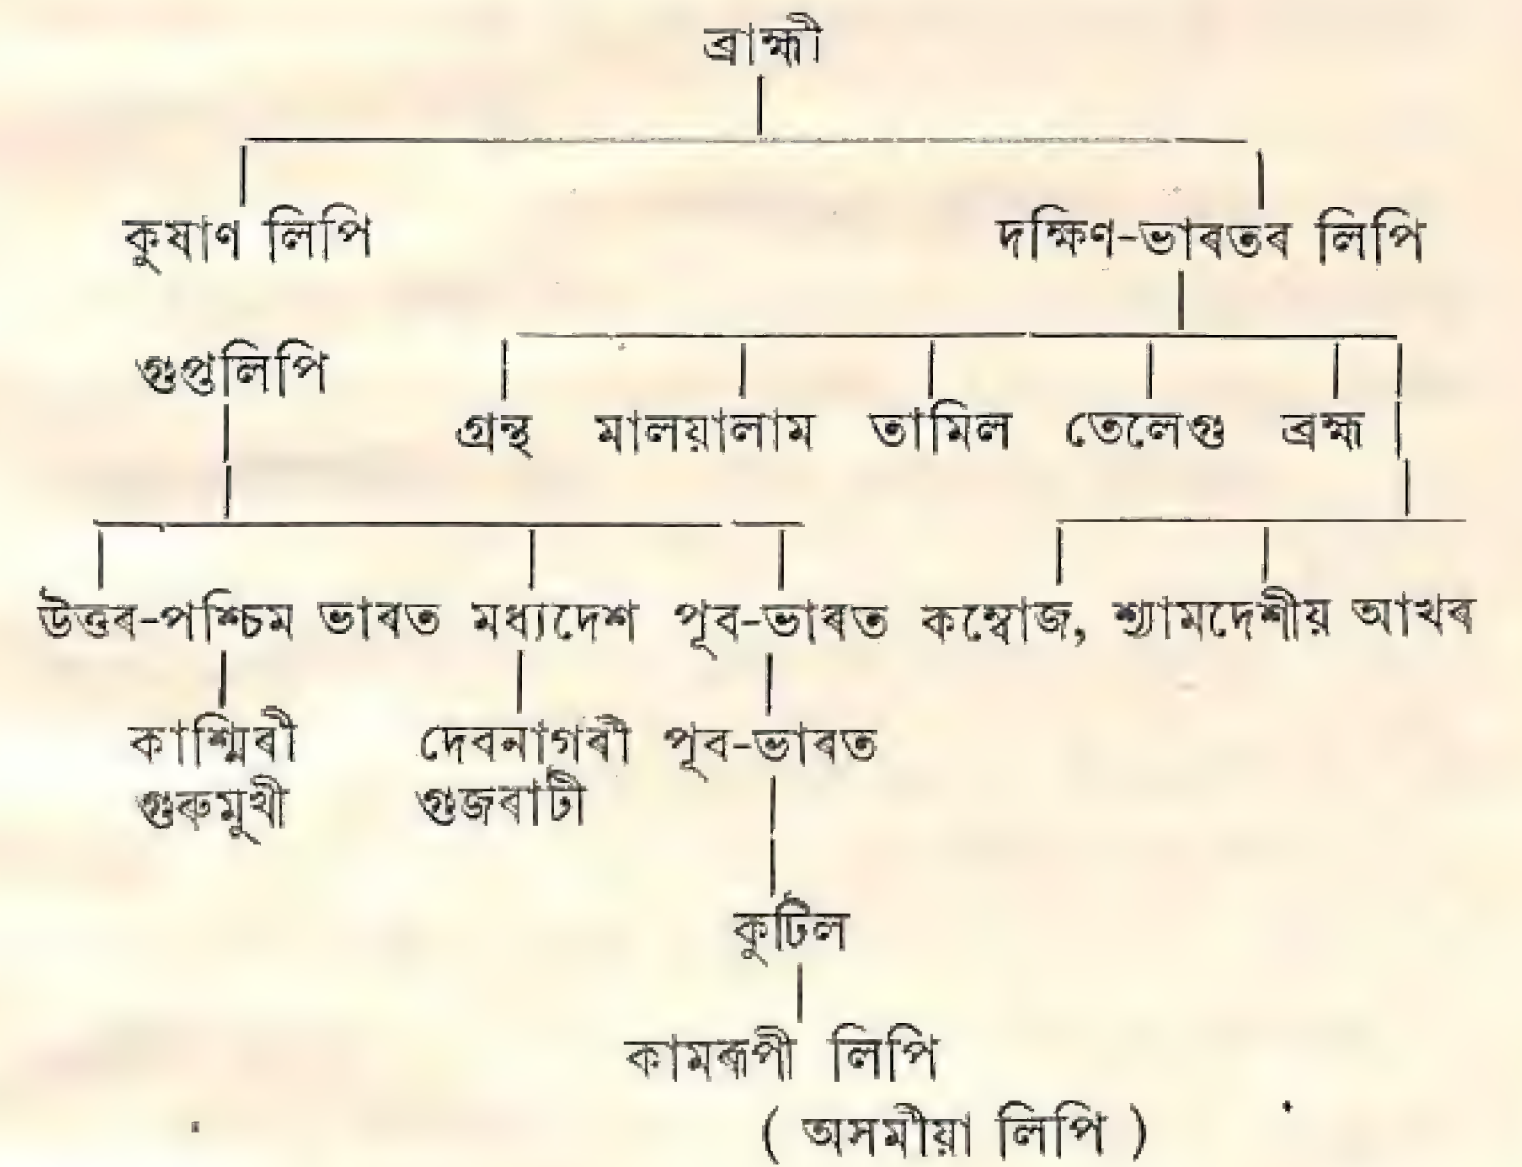 ব্ৰাহ্মী
কুষাণ লিপি দক্ষিণ-ভাৰতৰ লিপি
গুপ্তলিপি
গ্ৰন্থ মালয়ালাম তামিল তেলেগু ব্ৰহ্ম
উত্তৰ-পশ্চিম ভাৰত মধ্যদেশ পূব-ভাৰত কম্বোজ, শ্যামদেশীয় আখৰ
কাশ্মিৰী দেবনাগৰী পূব-ভাৰত
গুৰুমুখী গুজৰাটী
কুটিল
কামৰূপী লিপি
( অসমীয়া লিপি )